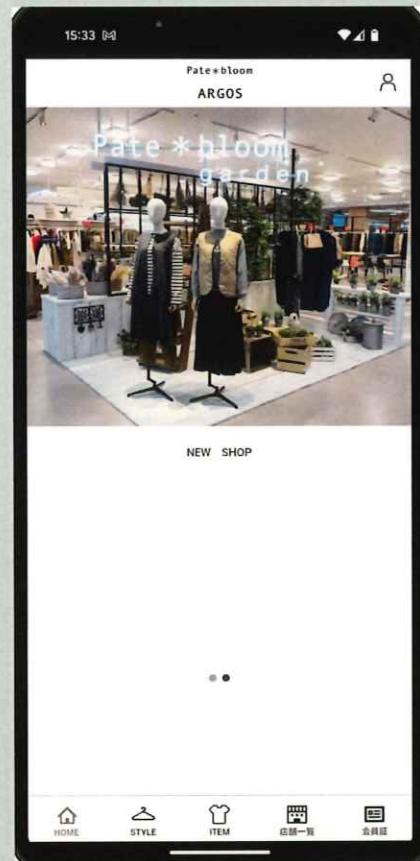 15:33
Pate*bloom
ARGOS
Pate*bloom
garden
NEW SHOP
HOME
STYLE
ITEM
店舗一覧
会員証